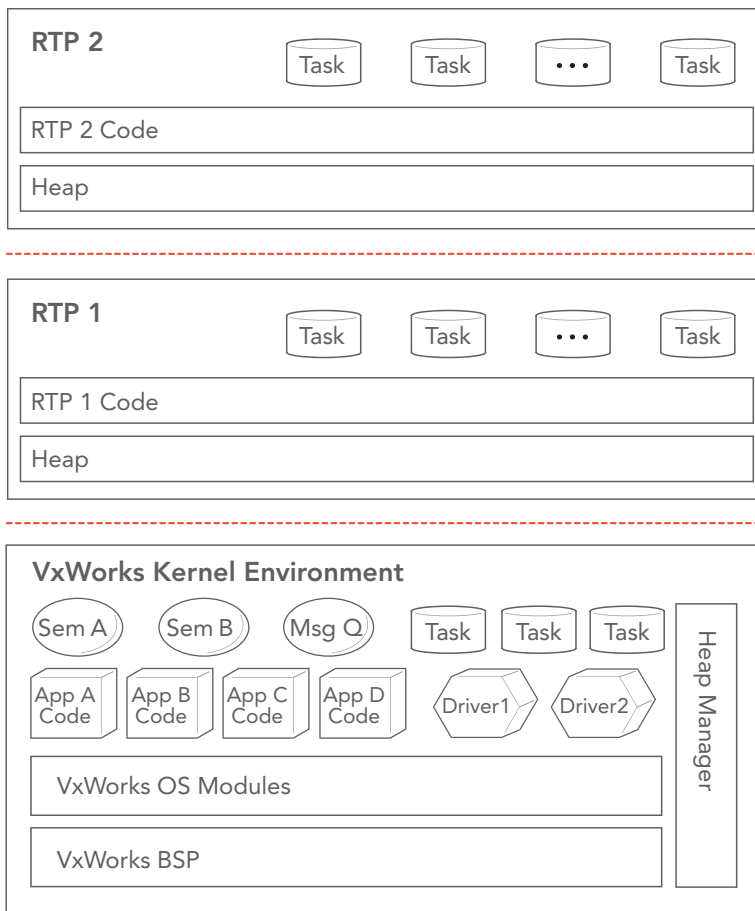 RTP 2
Task
Task
•••
Task
RTP 2 Code
Heap
RTP 1
Task
Task
•••
Task
RTP 1 Code
Heap
VxWorks Kernel Environment
Sem A
Sem B
Msg Q
Task
Task
Task
App A
Code
App B
Code
App C
Code
App D
Code
Driver1
Driver2
Heap Manager
VxWorks OS Modules
VxWorks BSP